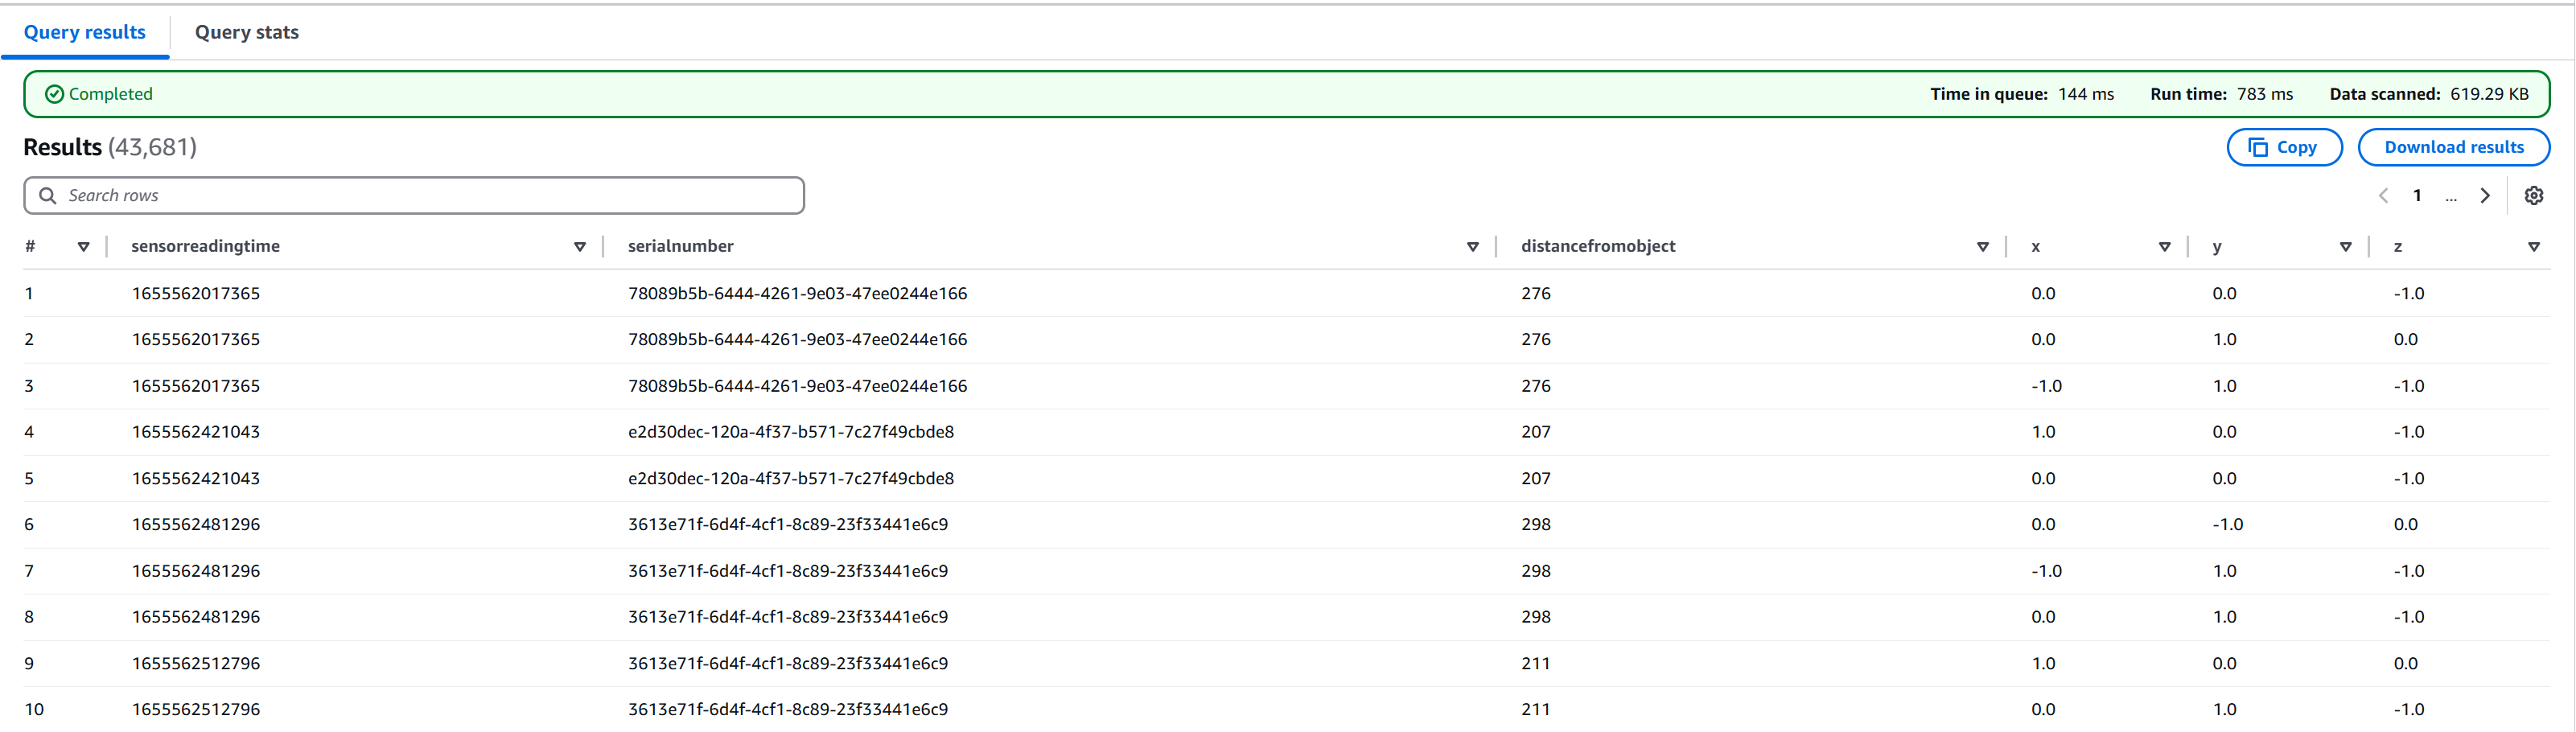 Query results Query stats
Completed Time in queue: 144 ms Run time: 783 ms Data scanned: 619.29 KB
Results (43,681) Copy Download results
Search rows 1 ...
# sensorreadingtime serialnumber distancefromobject x y z
1 1655562017365 78089b5b-6444-4261-9e03-47ee0244e166 276 0.0 0.0 -1.0
2 1655562017365 78089b5b-6444-4261-9e03-47ee0244e166 276 0.0 1.0 0.0
3 1655562017365 78089b5b-6444-4261-9e03-47ee0244e166 276 -1.0 1.0 -1.0
4 1655562421043 e2d30dec-120a-4f37-b571-7c27f49cbde8 207 1.0 0.0 -1.0
5 1655562421043 e2d30dec-120a-4f37-b571-7c27f49cbde8 207 0.0 0.0 -1.0
6 1655562481296 3613e71f-6d4f-4cf1-8c89-23f33441e6c9 298 0.0 -1.0 0.0
7 1655562481296 3613e71f-6d4f-4cf1-8c89-23f33441e6c9 298 -1.0 1.0 -1.0
8 1655562481296 3613e71f-6d4f-4cf1-8c89-23f33441e6c9 298 0.0 1.0 -1.0
9 1655562512796 3613e71f-6d4f-4cf1-8c89-23f33441e6c9 211 1.0 0.0 0.0
10 1655562512796 3613e71f-6d4f-4cf1-8c89-23f33441e6c9 211 0.0 1.0 -1.0